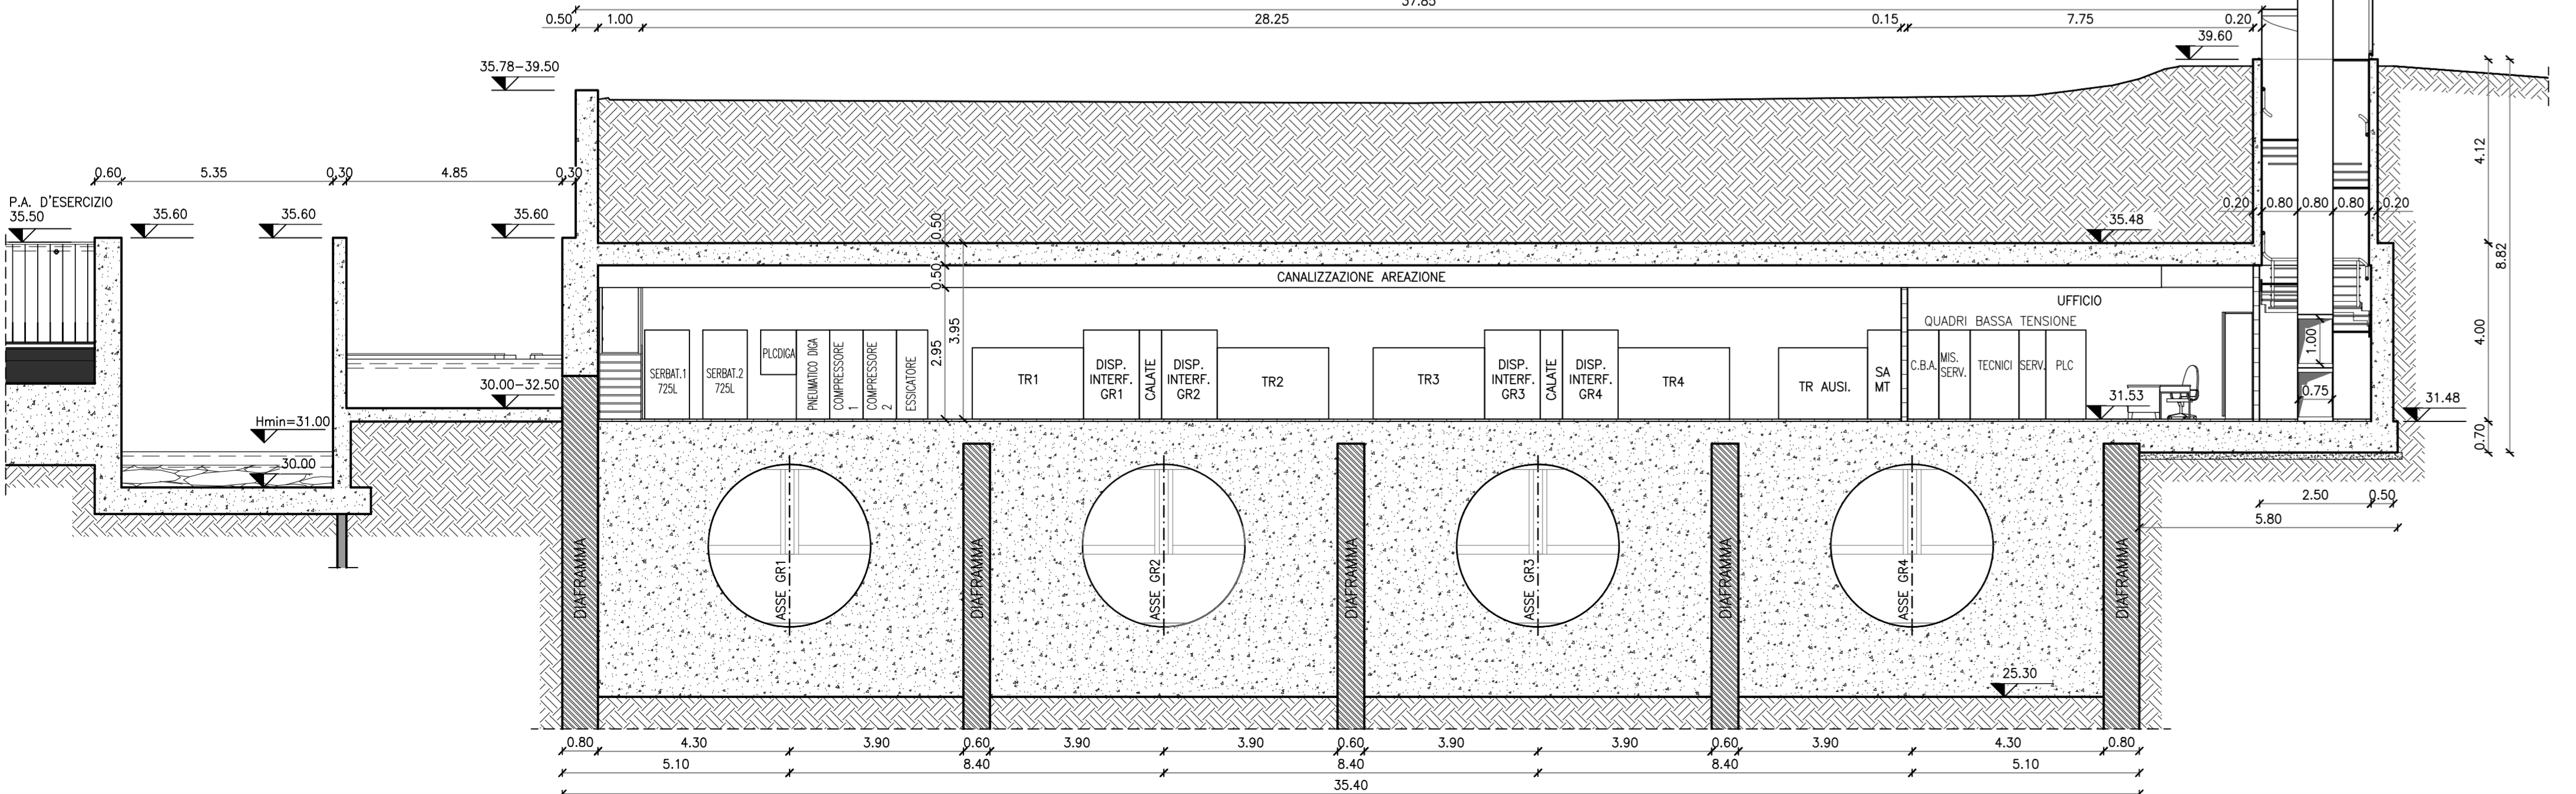 37.85
0.50
1.00
28.25
0.15
7.75
0.20
39.60
35.78-39.50
0.60
5.35
0.30
4.85
0.30
4.12
8.82
P.A. D'ESERCIZIO
35.50
35.60
35.60
35.60
0.50
35.48
0.20
0.80
0.80
0.80
0.20
0.50
CANALIZZAZIONE AREAZIONE
UFFICIO
QUADRI BASSA TENSIONE
3.95
2.95
4.00
1.00
0.75
SERBAT.1
725L
SERBAT.2
725L
PLCDIGA
PNEUMATICO DIGA
COMPRESSORE
1
COMPRESSORE
2
ESSICATORE
TR1
DISP.
INTERF.
GR1
CALATE
DISP.
INTERF.
GR2
TR2
TR3
DISP.
INTERF.
GR3
CALATE
DISP.
INTERF.
GR4
TR4
TR AUSI.
SA
MT
C.B.A.
MIS.
SERV.
TECNICI
SERV.
PLC
30.00-32.50
31.53
31.48
Hmin=31.00
30.00
0.70
2.50
0.50
5.80
DIAFRAMMA
ASSE GR1
DIAFRAMMA
ASSE GR2
DIAFRAMMA
ASSE GR3
DIAFRAMMA
ASSE GR4
DIAFRAMMA
25.30
0.80
4.30
3.90
0.60
3.90
3.90
0.60
3.90
3.90
0.60
3.90
4.30
0.80
5.10
8.40
8.40
8.40
5.10
35.40